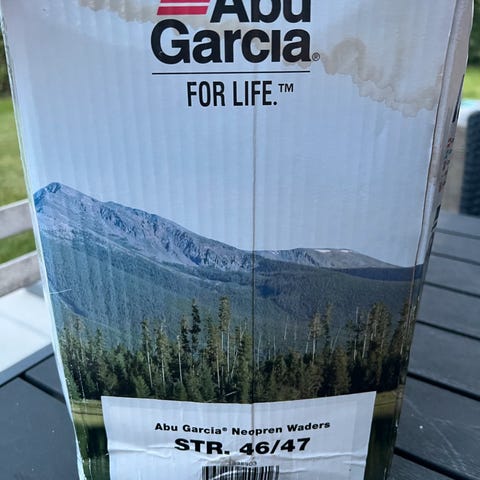 Abu
Garcia®
FOR LIFE.™
Abu Garcia® Neopren Waders
STR. 46/47